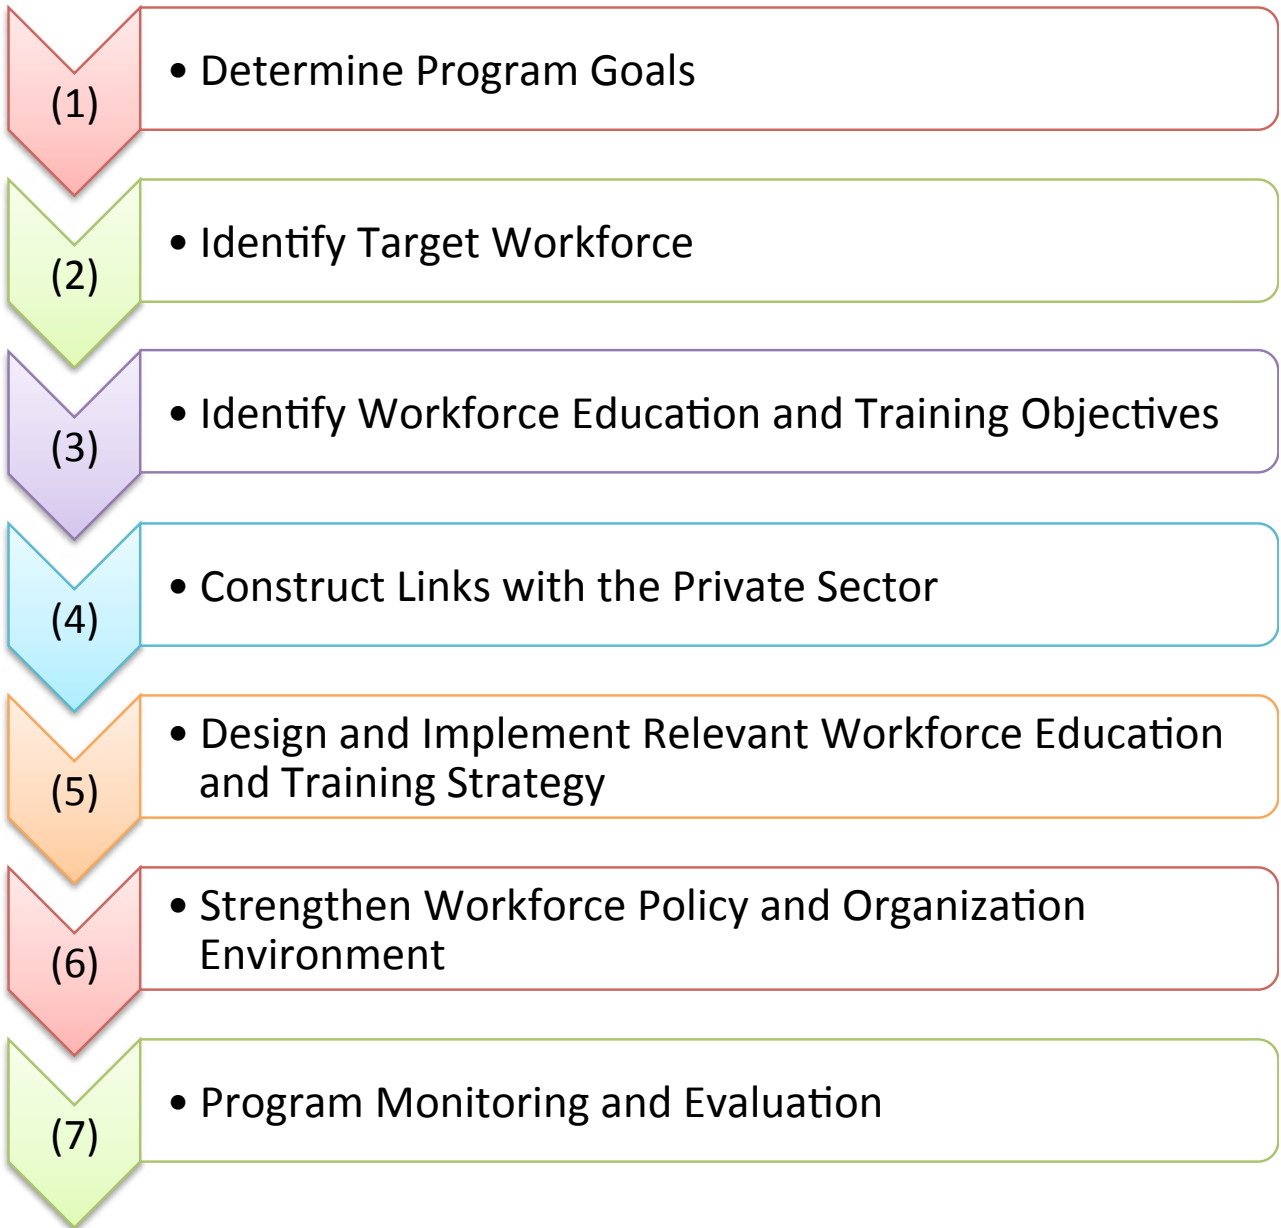 (1)
• Determine Program Goals
(2)
• Identify Target Workforce
(3)
• Identify Workforce Education and Training Objectives
(4)
• Construct Links with the Private Sector
(5)
• Design and Implement Relevant Workforce Education
and Training Strategy
(6)
• Strengthen Workforce Policy and Organization
Environment
(7)
• Program Monitoring and Evaluation